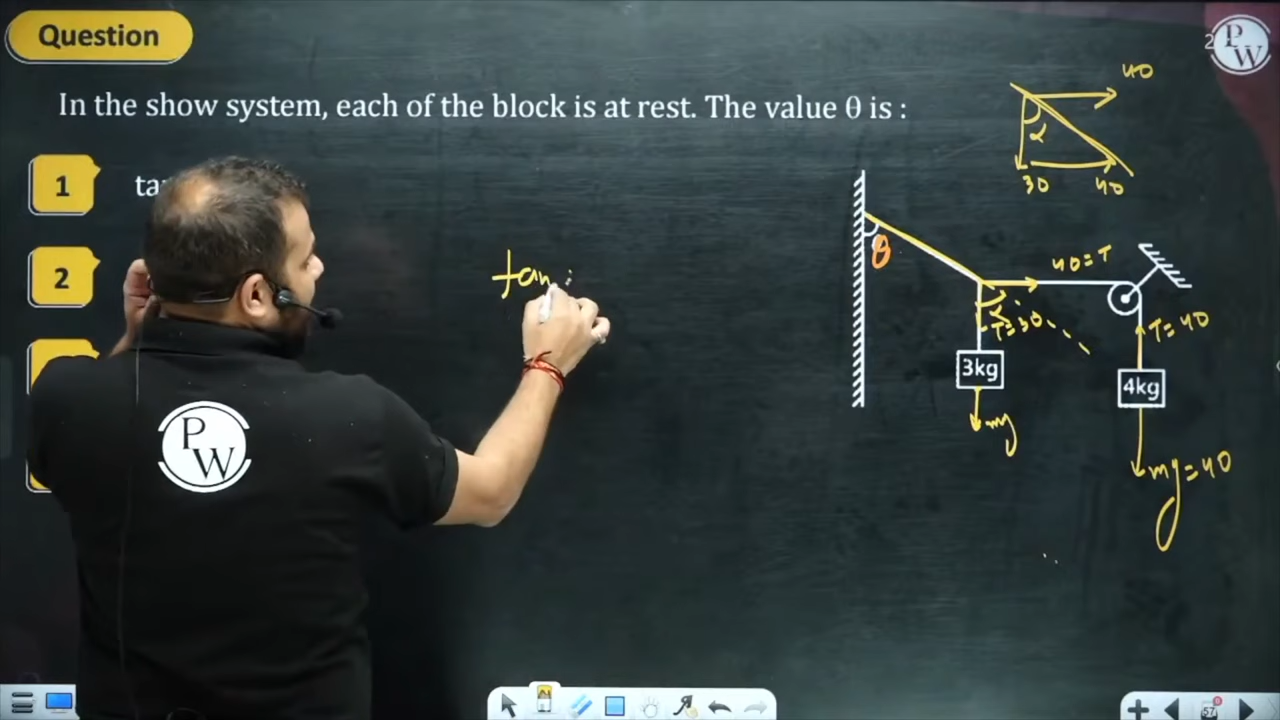 Question
In the show system, each of the block is at rest. The value θ is :
1
2
tan
40
α
30
40
θ
40=T
α
T=30
T=40
3kg
4kg
mg
mg=40
P
W
P
W
57